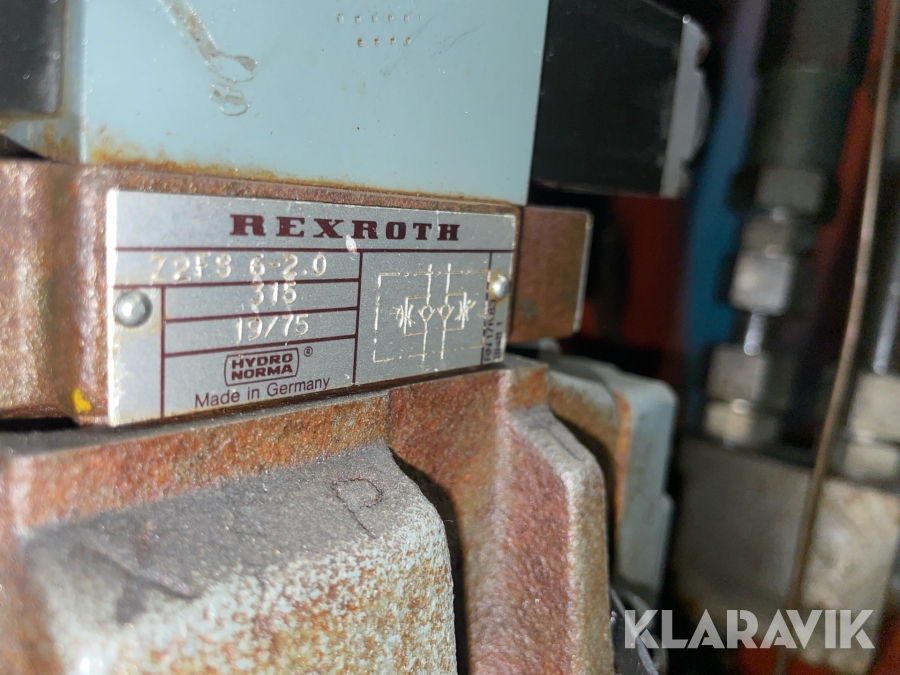 REXROTH
Z2FS 6-2.0
315
19/75
HYDRO ®
NORMA
Made in Germany
KLARAVIK